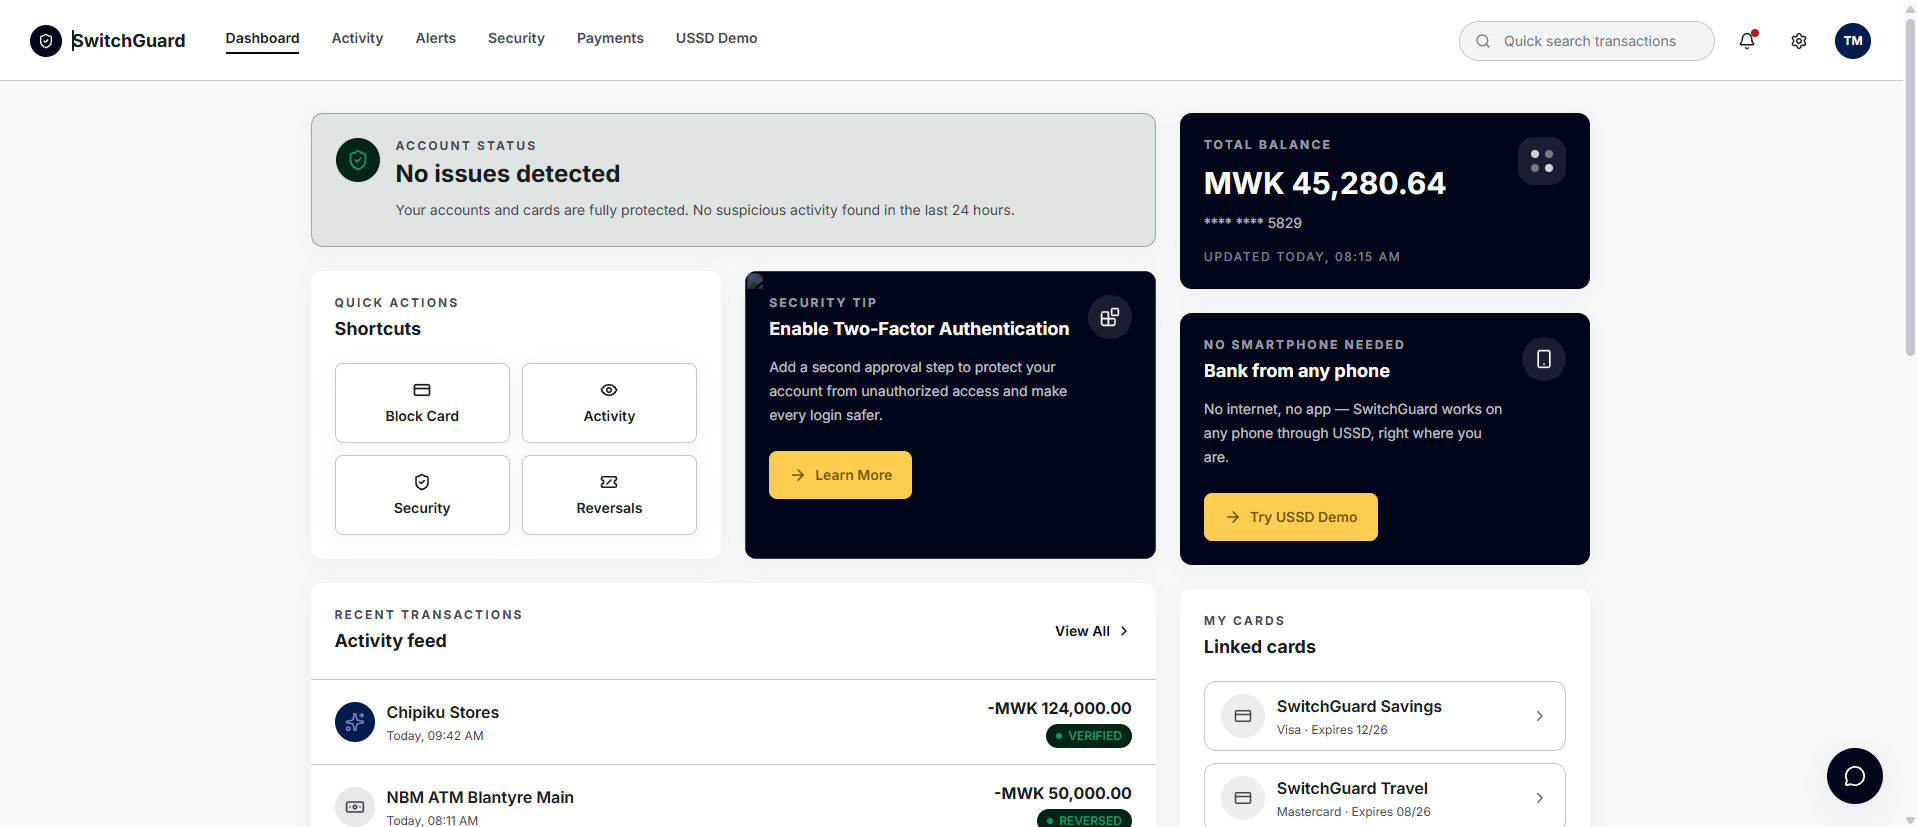 SwitchGuard
Dashboard
Activity
Alerts
Security
Payments
USSD Demo
Quick search transactions
TM
ACCOUNT STATUS
No issues detected
Your accounts and cards are fully protected. No suspicious activity found in the last 24 hours.
TOTAL BALANCE
MWK 45,280.64
**** **** 5829
UPDATED TODAY, 08:15 AM
QUICK ACTIONS
Shortcuts
Block Card
Activity
Security
Reversals
SECURITY TIP
Enable Two-Factor Authentication
Add a second approval step to protect your
account from unauthorized access and make
every login safer.
Learn More
NO SMARTPHONE NEEDED
Bank from any phone
No internet, no app — SwitchGuard works on
any phone through USSD, right where you
are.
Try USSD Demo
RECENT TRANSACTIONS
Activity feed
View All
Chipiku Stores
Today, 09:42 AM
-MWK 124,000.00
VERIFIED
NBM ATM Blantyre Main
Today, 08:11 AM
-MWK 50,000.00
REVERSED
MY CARDS
Linked cards
SwitchGuard Savings
Visa · Expires 12/26
SwitchGuard Travel
Mastercard · Expires 08/26